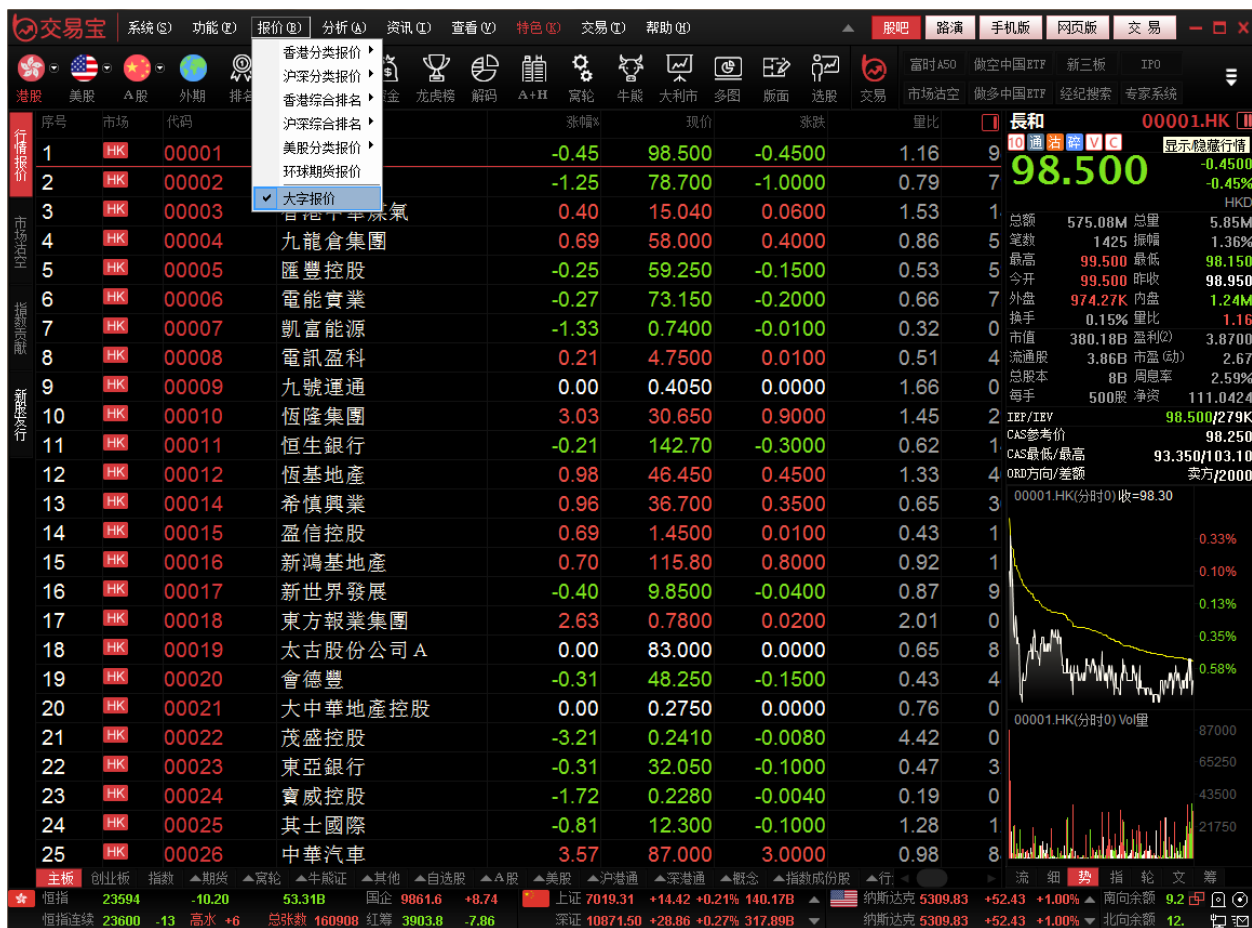 交易宝 系统(S) 功能(F) 报价(B) 分析(A) 资讯(I) 查看(V) 特色(K) 交易(T) 帮助(H) 股吧 路演 手机版 网页版 交 易
香港分类报价
沪深分类报价
香港综合排名
沪深综合排名
美股分类报价
环球期货报价
大字报价
港股 美股 A股 外期 龙虎榜 解码 A+H 窝轮 牛熊 大利市 多图 版面 选股 交易
富时A50 做空中国ETF 新三板 IPO
市场沽空 做多中国ETF 经纪搜索 专家系统
行情报价
市场沽空
指数贡献
新股发行
序号 市场 代码 涨幅% 现价 涨跌 量比
1 HK 00001 -0.45 98.500 -0.4500 1.16 9
2 HK 00002 -1.25 78.700 -1.0000 0.79 7
3 HK 00003 香港中華煤氣 0.40 15.040 0.0600 1.53 1
4 HK 00004 九龍倉集團 0.69 58.000 0.4000 0.86 5
5 HK 00005 匯豐控股 -0.25 59.250 -0.1500 0.53 5
6 HK 00006 電能實業 -0.27 73.150 -0.2000 0.66 7
7 HK 00007 凱富能源 -1.33 0.7400 -0.0100 0.32 0
8 HK 00008 電訊盈科 0.21 4.7500 0.0100 0.51 4
9 HK 00009 九號運通 0.00 0.4050 0.0000 1.66 0
10 HK 00010 恆隆集團 3.03 30.650 0.9000 1.45 2
11 HK 00011 恒生銀行 -0.21 142.70 -0.3000 0.62 1
12 HK 00012 恆基地產 0.98 46.450 0.4500 1.33 4
13 HK 00014 希慎興業 0.96 36.700 0.3500 0.65 3
14 HK 00015 盈信控股 0.69 1.4500 0.0100 0.43 1
15 HK 00016 新鴻基地產 0.70 115.80 0.8000 0.92 1
16 HK 00017 新世界發展 -0.40 9.8500 -0.0400 0.87 9
17 HK 00018 東方報業集團 2.63 0.7800 0.0200 2.01 0
18 HK 00019 太古股份公司A 0.00 83.000 0.0000 0.65 8
19 HK 00020 會德豐 -0.31 48.250 -0.1500 0.43 4
20 HK 00021 大中華地產控股 0.00 0.2750 0.0000 0.76 0
21 HK 00022 茂盛控股 -3.21 0.2410 -0.0080 4.42 0
22 HK 00023 東亞銀行 -0.31 32.050 -0.1000 0.47 3
23 HK 00024 寶威控股 -1.72 0.2280 -0.0040 0.19 0
24 HK 00025 其士國際 -0.81 12.300 -0.1000 1.28 1
25 HK 00026 中華汽車 3.57 87.000 3.0000 0.98 8
長和 00001.HK
10 通 沽 碎 V C 显示/隐藏行情
98.500 -0.4500
-0.45%
HKD
总额 575.08M 总量 5.85M
笔数 1425 振幅 1.36%
最高 99.500 最低 98.150
今开 99.500 昨收 98.950
外盘 974.27K 内盘 1.24M
换手 0.15% 量比 1.16
市值 380.18B 盈利(2) 3.8700
流通股 3.86B 市盈(动) 2.67
总股本 8B 周息率 2.59%
每手 500股 净资 111.0424
IEP/IEV 98.500/279K
CAS参考价 98.250
CAS最低/最高 93.350/103.10
ORD方向/差额 卖方/2000
00001.HK(分时0) 收=98.30
0.33%
0.10%
0.13%
0.35%
0.58%
00001.HK(分时0) Vol量
87000
65250
43500
21750
主板 创业板 指数 ▲期货 ▲窝轮 ▲牛熊证 ▲其他 ▲自选股 ▲A股 ▲美股 ▲沪港通 ▲深港通 ▲概念 ▲指数成份股 ▲行 流 细 势 指 轮 文 筹
恒指 23594 -10.20 53.31B 国企 9861.6 +8.74 上证 7019.31 +14.42 +0.21% 140.17B 纳斯达克 5309.83 +52.43 +1.00% 南向余额 9.2
恒指连续 23600 -13 高水 +6 总张数 160908 红筹 3903.8 -7.86 深证 10871.50 +28.86 +0.27% 317.89B 纳斯达克 5309.83 +52.43 +1.00% 北向余额 12.